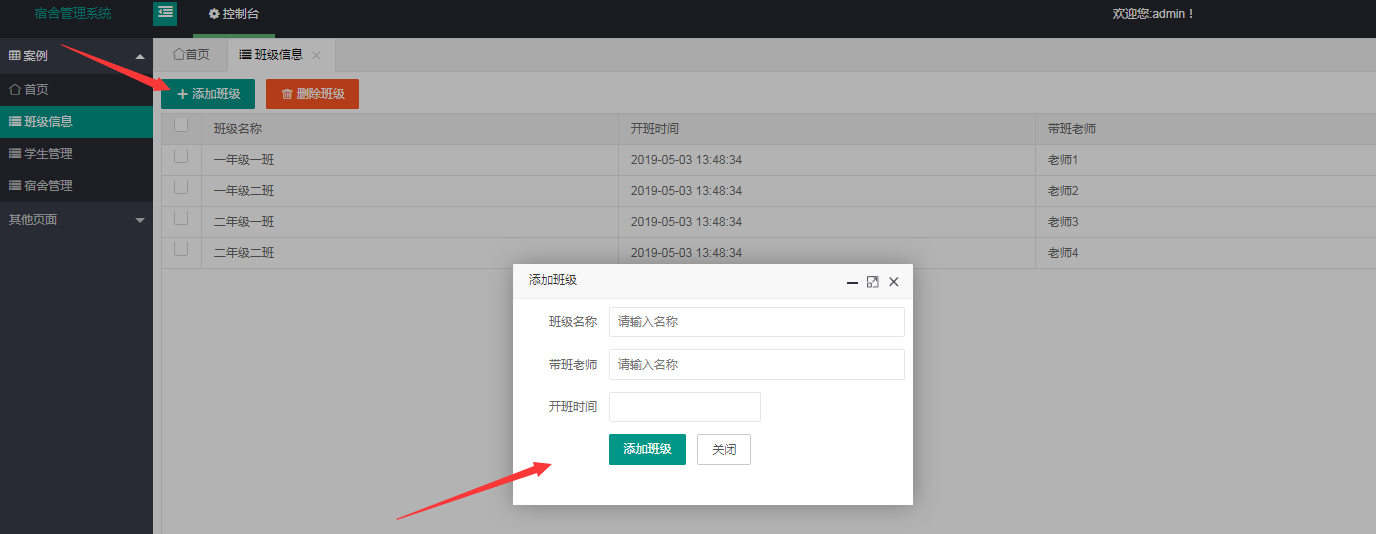 宿舍管理系统 控制台 欢迎您:admin！
案例
首页
班级信息
学生管理
宿舍管理
其他页面
首页 班级信息
添加班级 删除班级
班级名称 开班时间 带班老师
一年级一班 2019-05-03 13:48:34 老师1
一年级二班 2019-05-03 13:48:34 老师2
二年级一班 2019-05-03 13:48:34 老师3
二年级二班 2019-05-03 13:48:34 老师4
添加班级
班级名称 请输入名称
带班老师 请输入名称
开班时间
添加班级 关闭